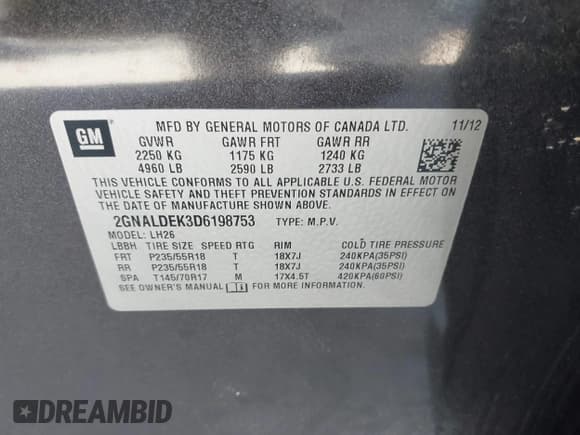 GM
MFD BY GENERAL MOTORS OF CANADA LTD. 11/12
GVWR GAWR FRT GAWR RR
2250 KG 1175 KG 1240 KG
4960 LB 2590 LB 2733 LB
THIS VEHICLE CONFORMS TO ALL APPLICABLE U.S. FEDERAL MOTOR
VEHICLE SAFETY AND THEFT PREVENTION STANDARDS IN EFFECT ON
THE DATE OF MANUFACTURE SHOWN ABOVE.
2GNALDEK3D6198753 TYPE: M.P.V.
MODEL: LH26
LBBH TIRE SIZE SPEED RTG RIM COLD TIRE PRESSURE
FRT P235/55R18 T 18X7J 240KPA(35PSI)
RR P235/55R18 T 18X7J 240KPA(35PSI)
SPA T145/70R17 M 17X4.5T 420KPA(60PSI)
SEE OWNER'S MANUAL FOR MORE INFORMATION.
DREAMBID